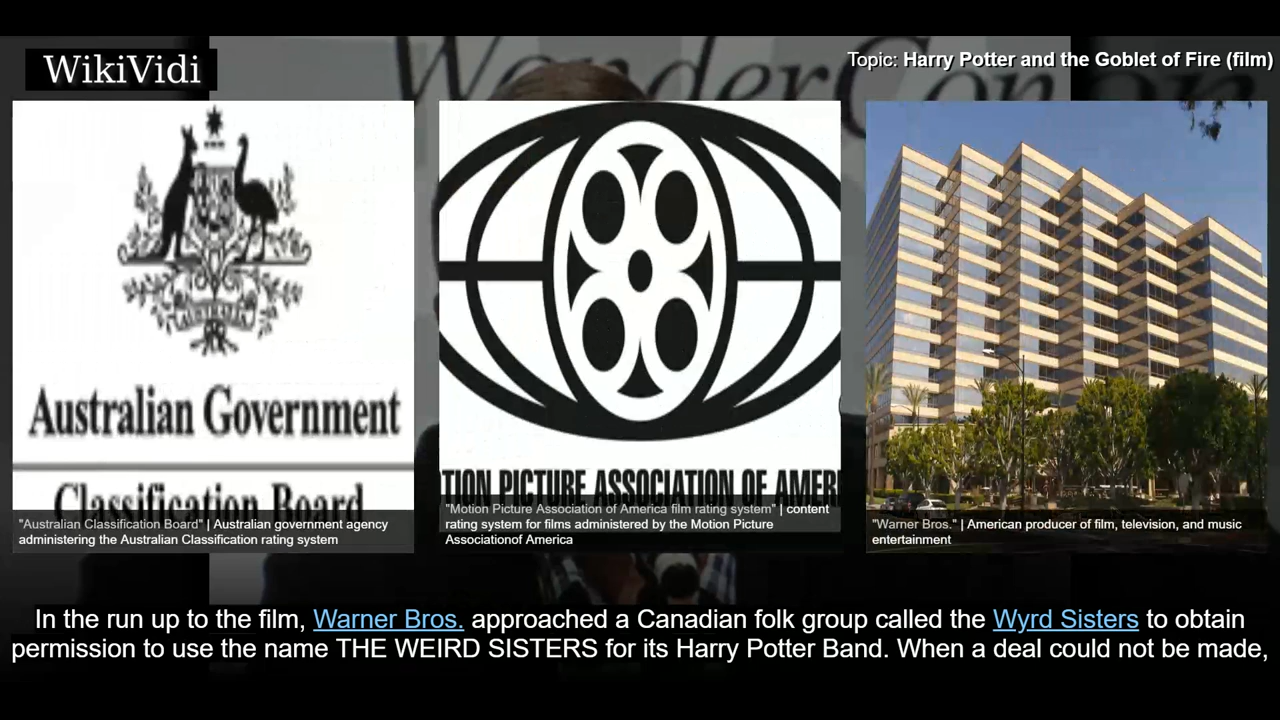 WikiVidi
Topic: Harry Potter and the Goblet of Fire (film)
WonderCon
Australian Government
Classification Board
"Australian Classification Board" | Australian government agency
administering the Australian Classification rating system
TION PICTURE ASSOCIATION OF AMER
"Motion Picture Association of America film rating system" | content
rating system for films administered by the Motion Picture
Associationof America
"Warner Bros." | American producer of film, television, and music
entertainment
In the run up to the film, Warner Bros. approached a Canadian folk group called the Wyrd Sisters to obtain
permission to use the name THE WEIRD SISTERS for its Harry Potter Band. When a deal could not be made,